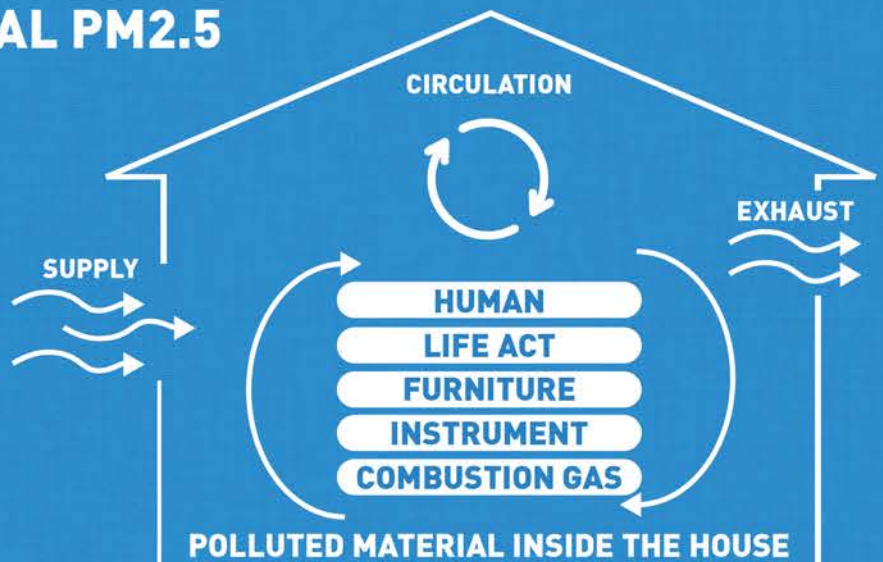 AL PM2.5
CIRCULATION
EXHAUST
SUPPLY
HUMAN
LIFE ACT
FURNITURE
INSTRUMENT
COMBUSTION GAS
POLLUTED MATERIAL INSIDE THE HOUSE